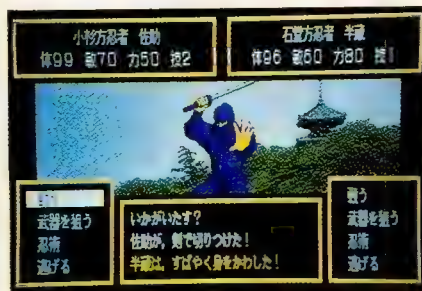 小杉方忍者 佐助
体99 敏70 力50 技2
石置方忍者 半蔵
体96 敏60 力80 技1
戦う
武器を狙う
忍術
逃げる
いかがいたす?
佐助が、剣で切りつけた!
半蔵は、すばやく身をかわした!
戦う
武器を狙う
忍術
逃げる